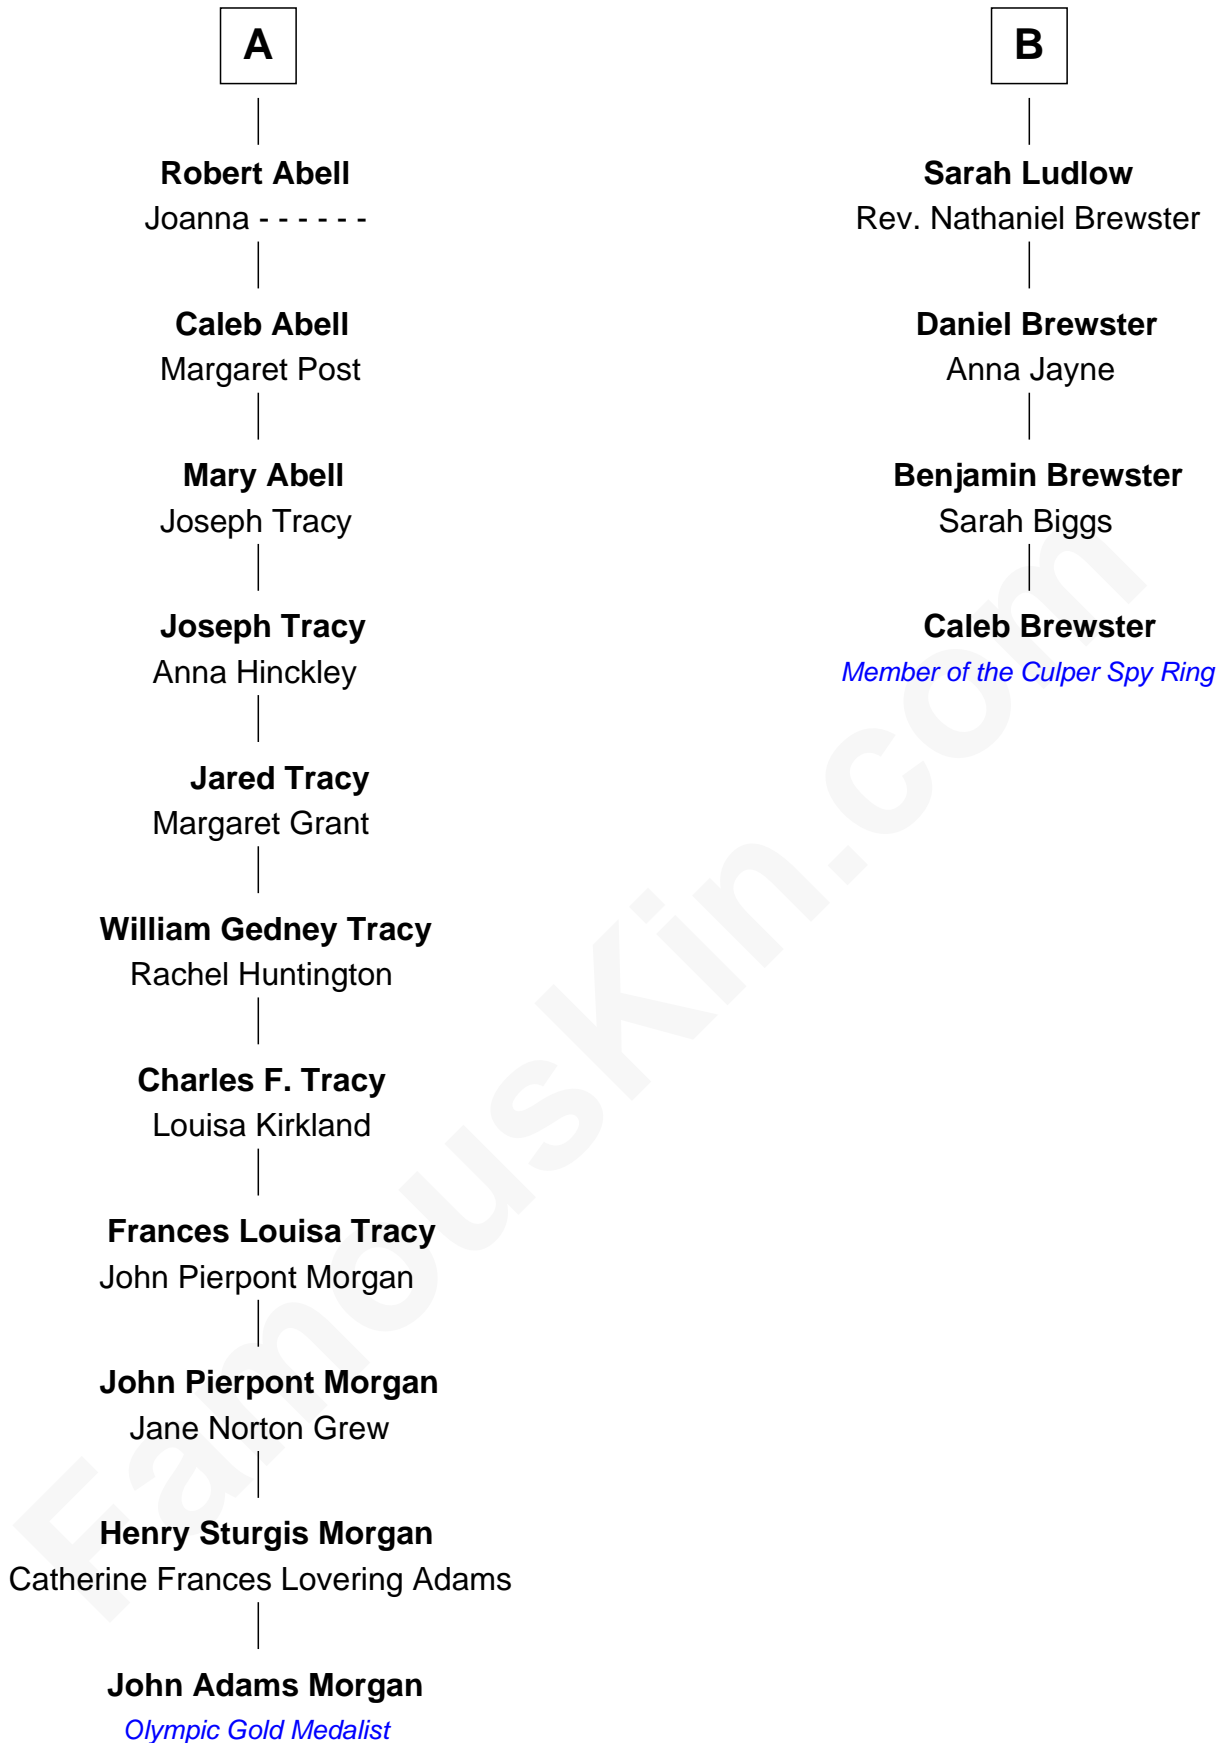 A
Robert Abell
Joanna - - - - - -
Caleb Abell
Margaret Post
Mary Abell
Joseph Tracy
Joseph Tracy
Anna Hinckley
Jared Tracy
Margaret Grant
William Gedney Tracy
Rachel Huntington
Charles F. Tracy
Louisa Kirkland
Frances Louisa Tracy
John Pierpont Morgan
John Pierpont Morgan
Jane Norton Grew
Henry Sturgis Morgan
Catherine Frances Lovering Adams
John Adams Morgan
Olympic Gold Medalist
B
Sarah Ludlow
Rev. Nathaniel Brewster
Daniel Brewster
Anna Jayne
Benjamin Brewster
Sarah Biggs
Caleb Brewster
Member of the Culper Spy Ring
FamousKin.com